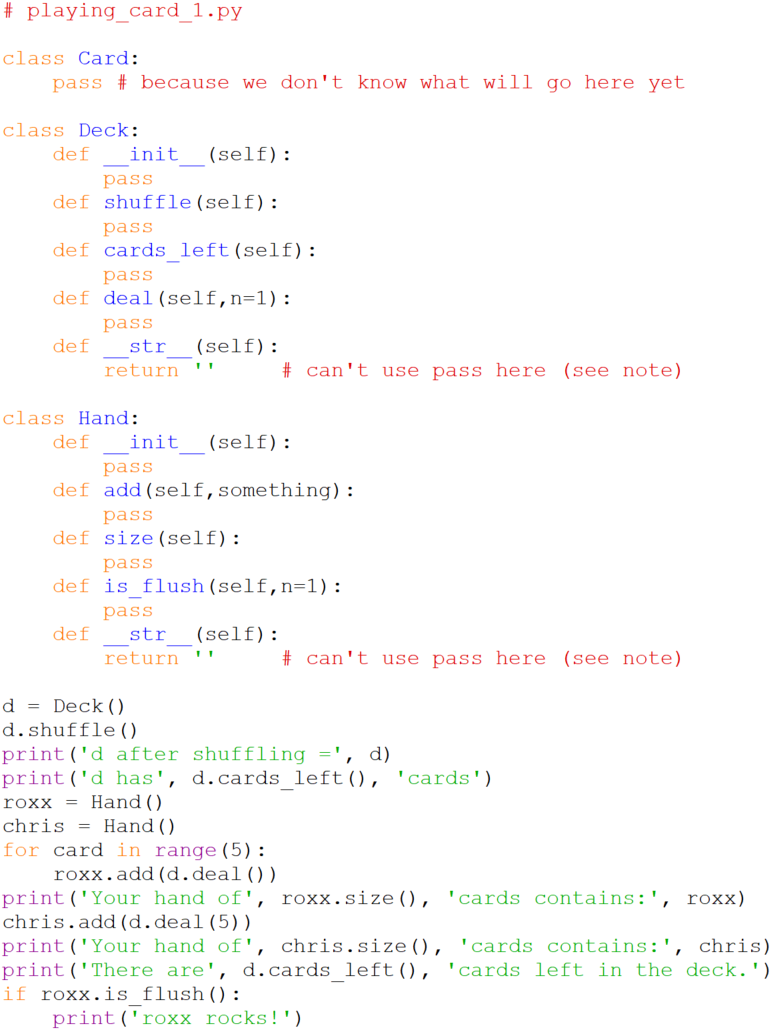 # playing_card_1.py

class Card:
    pass # because we don't know what will go here yet

class Deck:
    def __init__(self):
        pass
    def shuffle(self):
        pass
    def cards_left(self):
        pass
    def deal(self,n=1):
        pass
    def __str__(self):
        return ''     # can't use pass here (see note)

class Hand:
    def __init__(self):
        pass
    def add(self,something):
        pass
    def size(self):
        pass
    def is_flush(self,n=1):
        pass
    def __str__(self):
        return ''     # can't use pass here (see note)

d = Deck()
d.shuffle()
print('d after shuffling =', d)
print('d has', d.cards_left(), 'cards')
roxx = Hand()
chris = Hand()
for card in range(5):
    roxx.add(d.deal())
print('Your hand of', roxx.size(), 'cards contains:', roxx)
chris.add(d.deal(5))
print('Your hand of', chris.size(), 'cards contains:', chris)
print('There are', d.cards_left(), 'cards left in the deck.')
if roxx.is_flush():
    print('roxx rocks!')